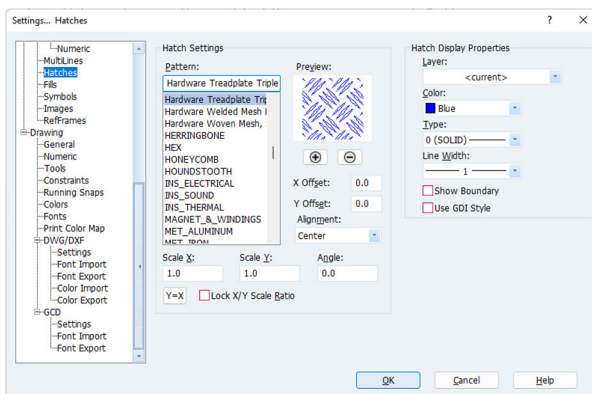 Settings... Hatches
? ×
Numeric
MultiLines
Hatches
Fills
Symbols
Images
RefFrames
Drawing
General
Numeric
Tools
Constraints
Running Snaps
Colors
Fonts
Print Color Map
DWG/DXF
Settings
Font Import
Font Export
Color Import
Color Export
GCD
Settings
Font Import
Font Export
Hatch Settings
Pattern:
Hardware Treadplate Triple
Hardware Treadplate Trip
Hardware Welded Mesh
Hardware Woven Mesh,
HERRINGBONE
HEX
HONEYCOMB
HOUNDSTOOTH
INS_ELECTRICAL
INS_SOUND
INS_THERMAL
MAGNET_&_WINDINGS
MET_ALUMINUM
MET_IRON
Preview:
X Offset: 0.0
Y Offset: 0.0
Alignment:
Center
Scale X: Scale Y: Angle:
1.0 1.0 0.0
Y=X Lock X/Y Scale Ratio
Hatch Display Properties
Layer:
<current>
Color:
Blue
Type:
0 (SOLID)
Line Width:
1
Show Boundary
Use GDI Style
OK Cancel Help